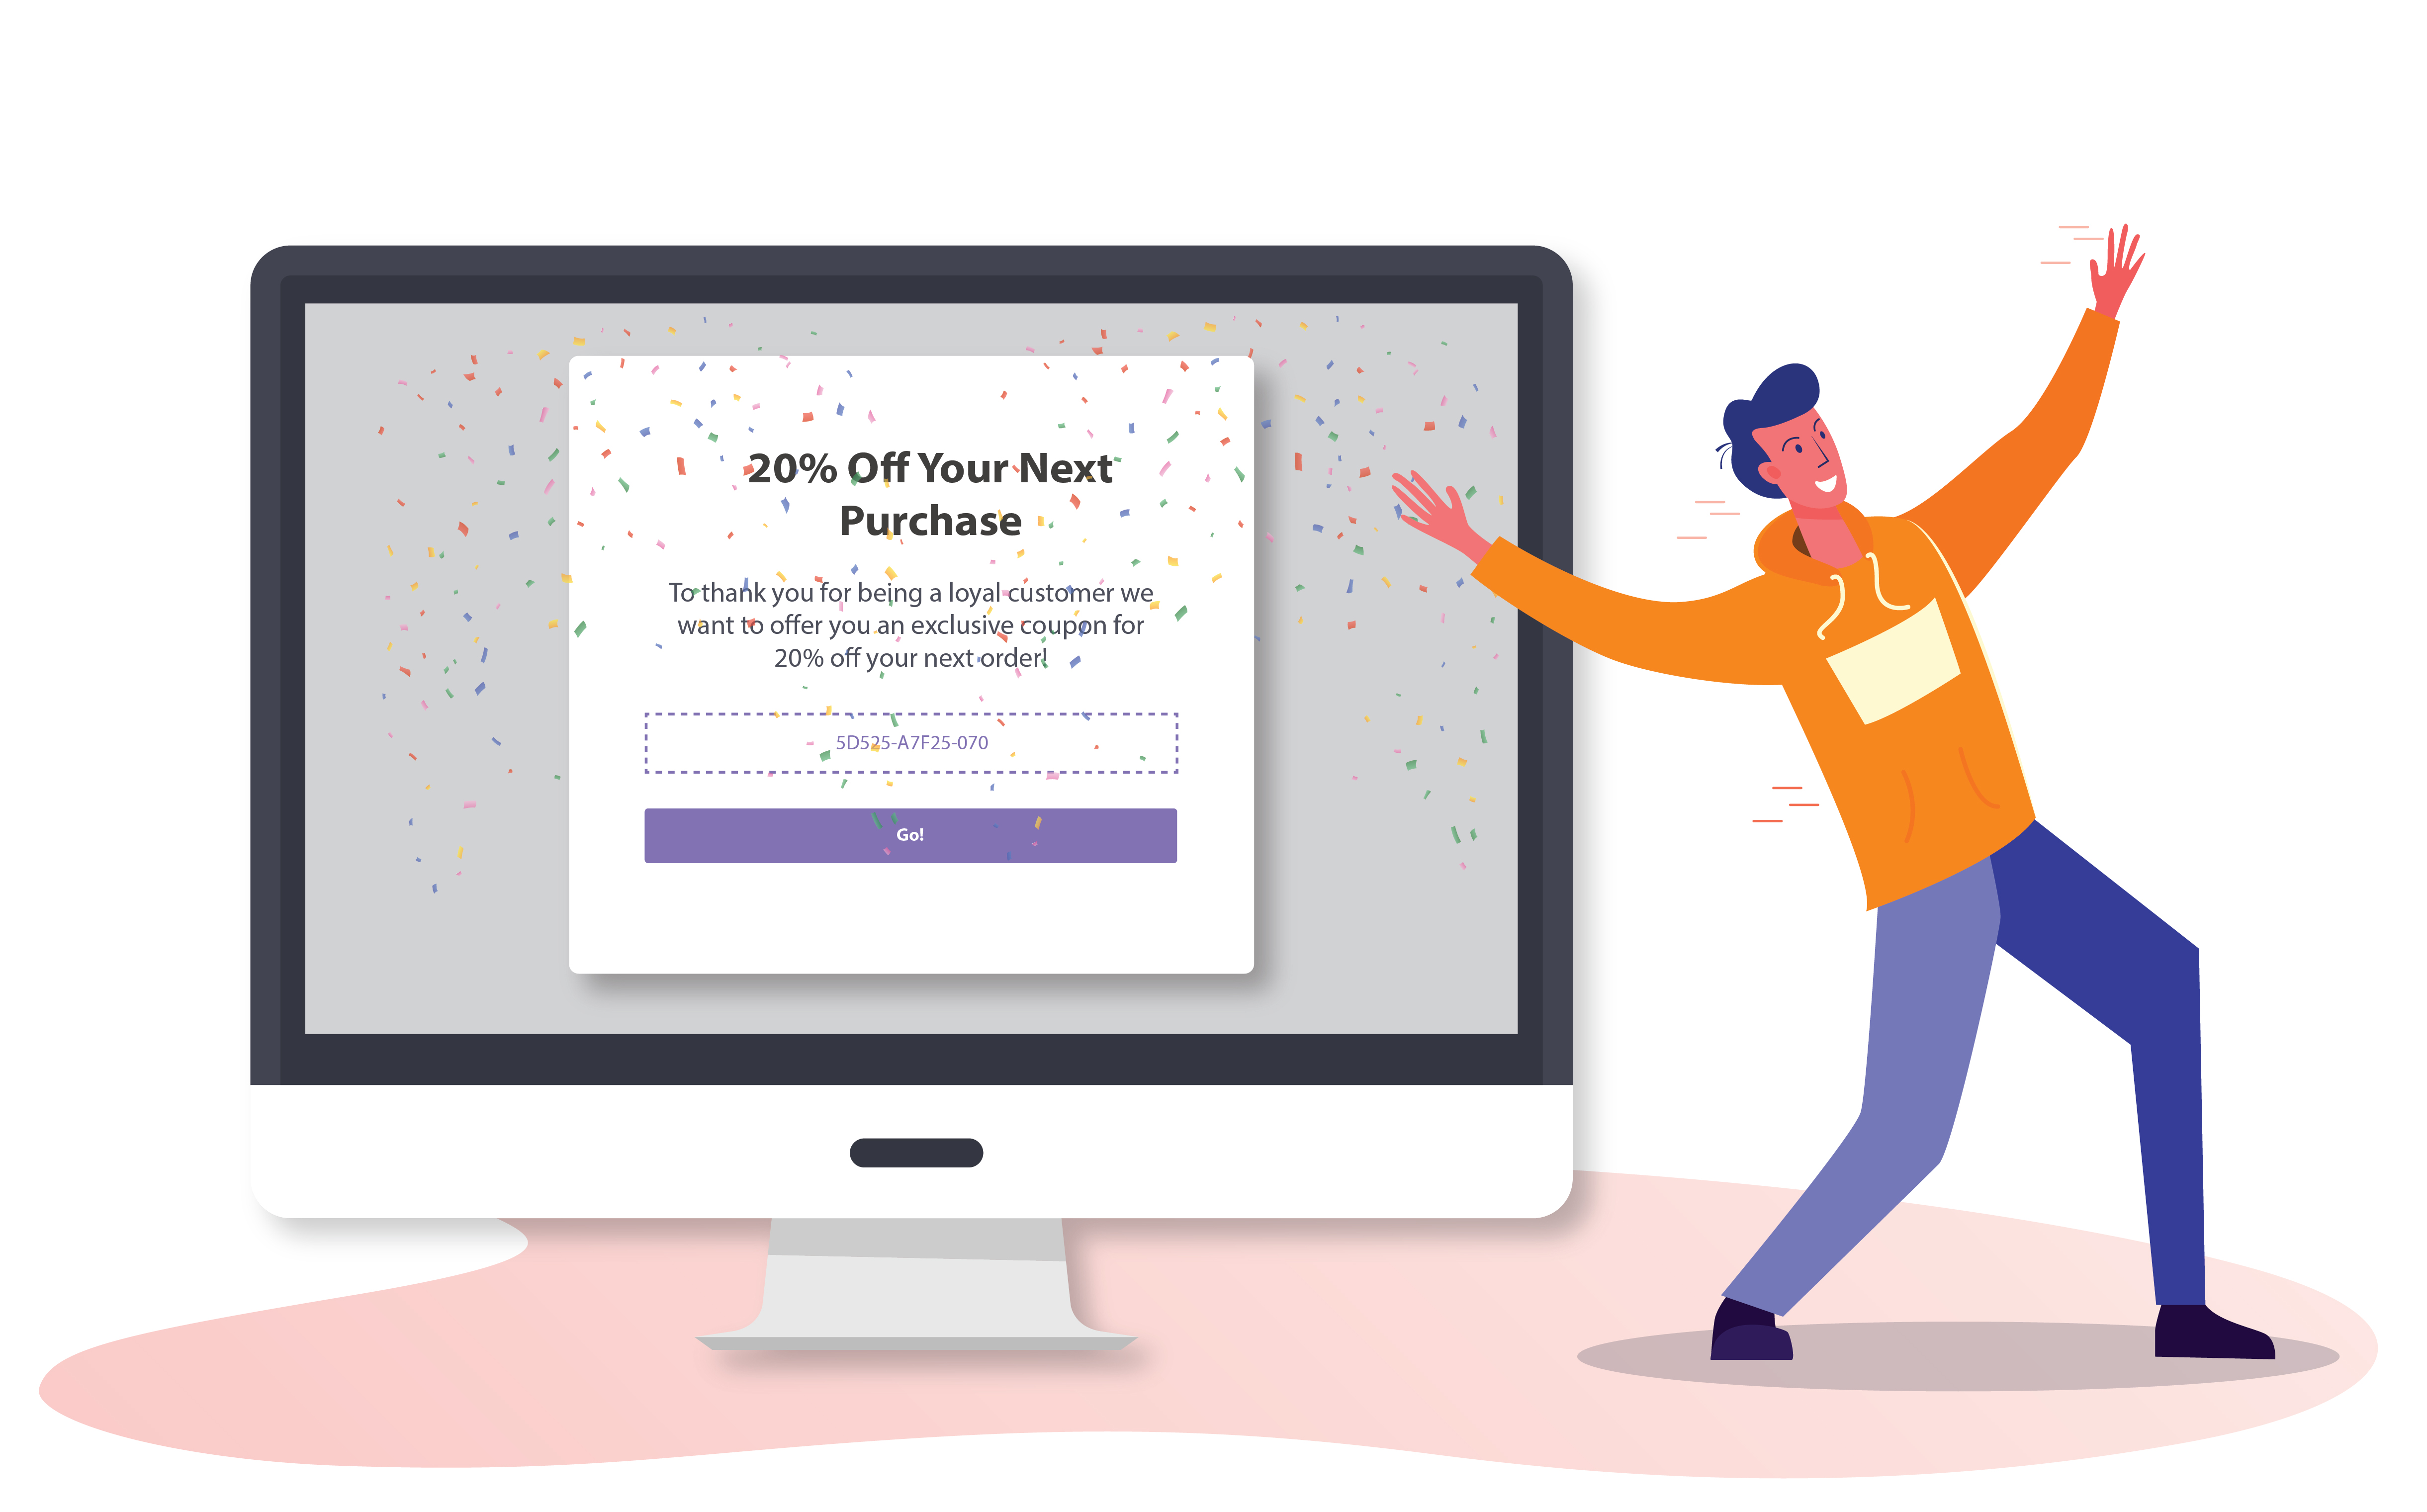 20% Off Your Next
Purchase
To thank you for being a loyal customer we
want to offer you an exclusive coupon for
20% off your next order!
5D525-A7F25-070
Go!